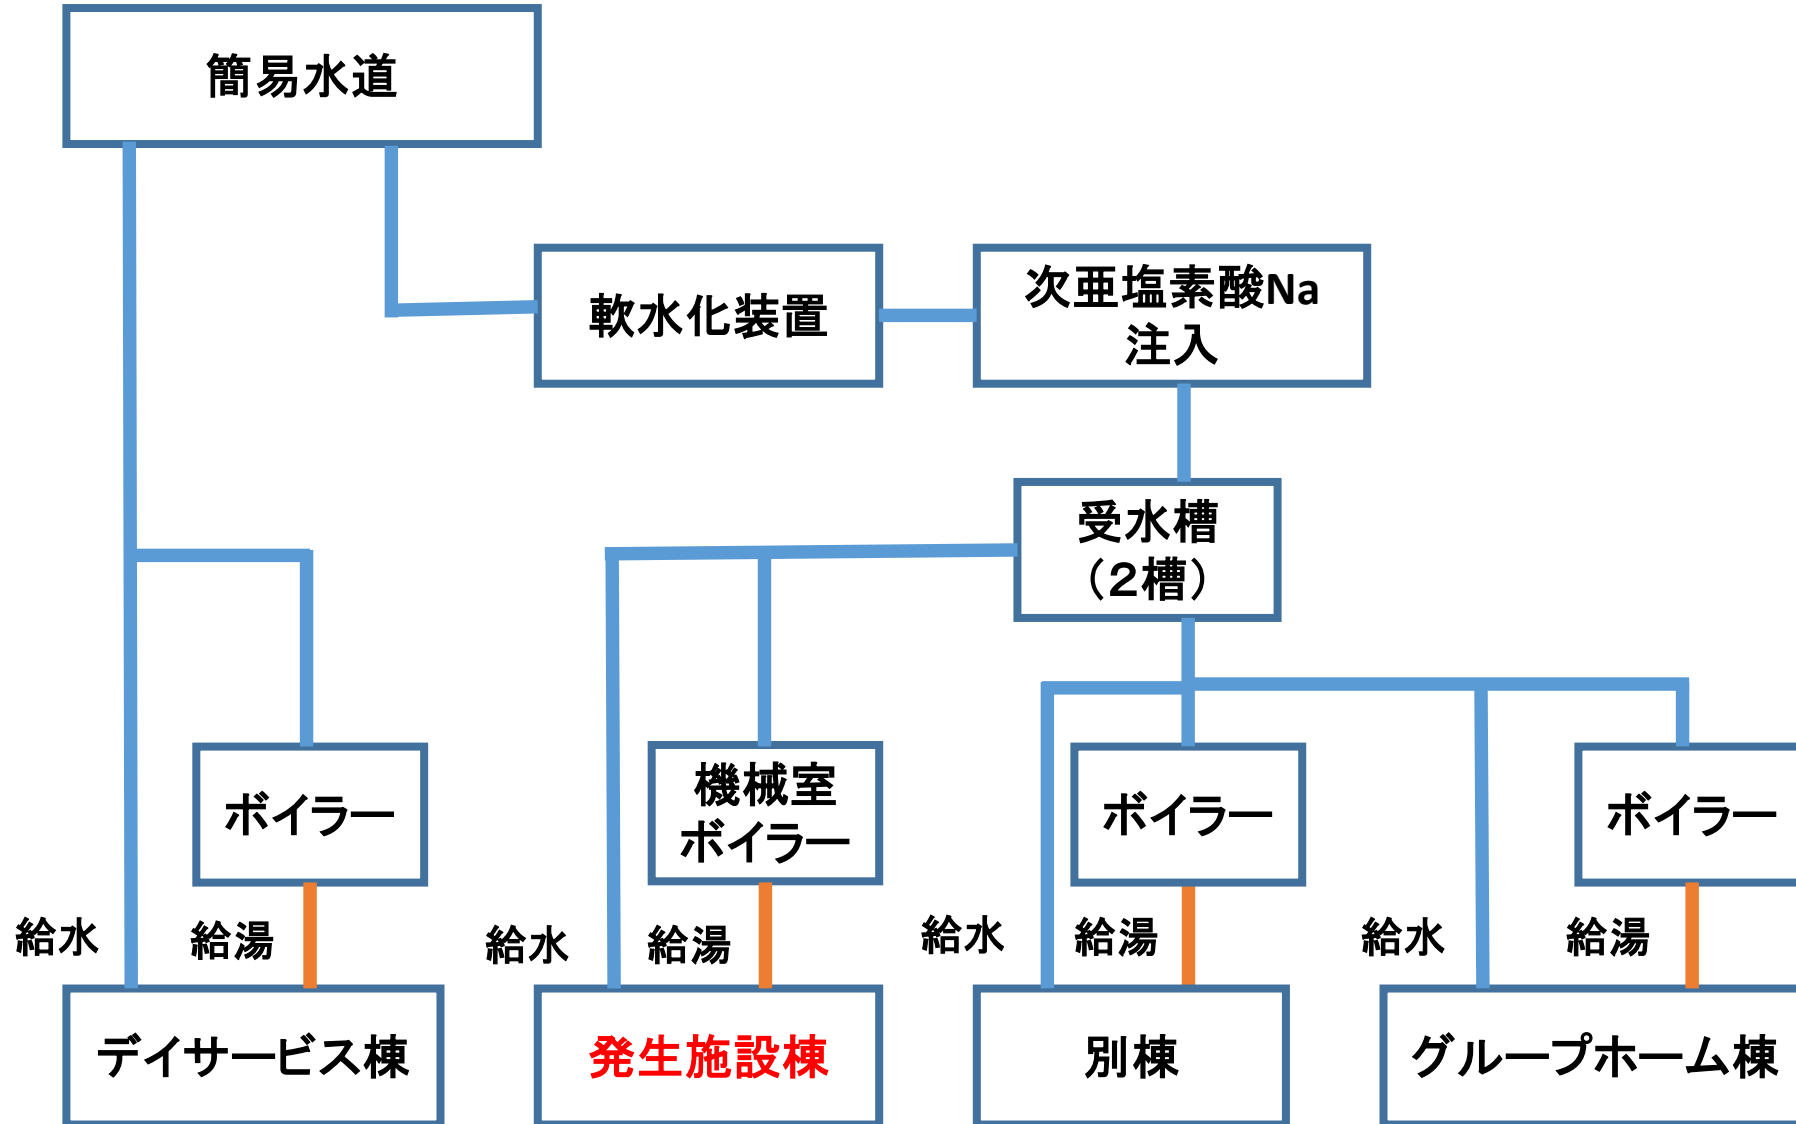 簡易水道
軟水化装置
次亜塩素酸Na
注入
受水槽
（２槽）
ボイラー
機械室
ボイラー
ボイラー
ボイラー
給水
給湯
給水
給湯
給水
給湯
給水
給湯
デイサービス棟
発生施設棟
別棟
グループホーム棟